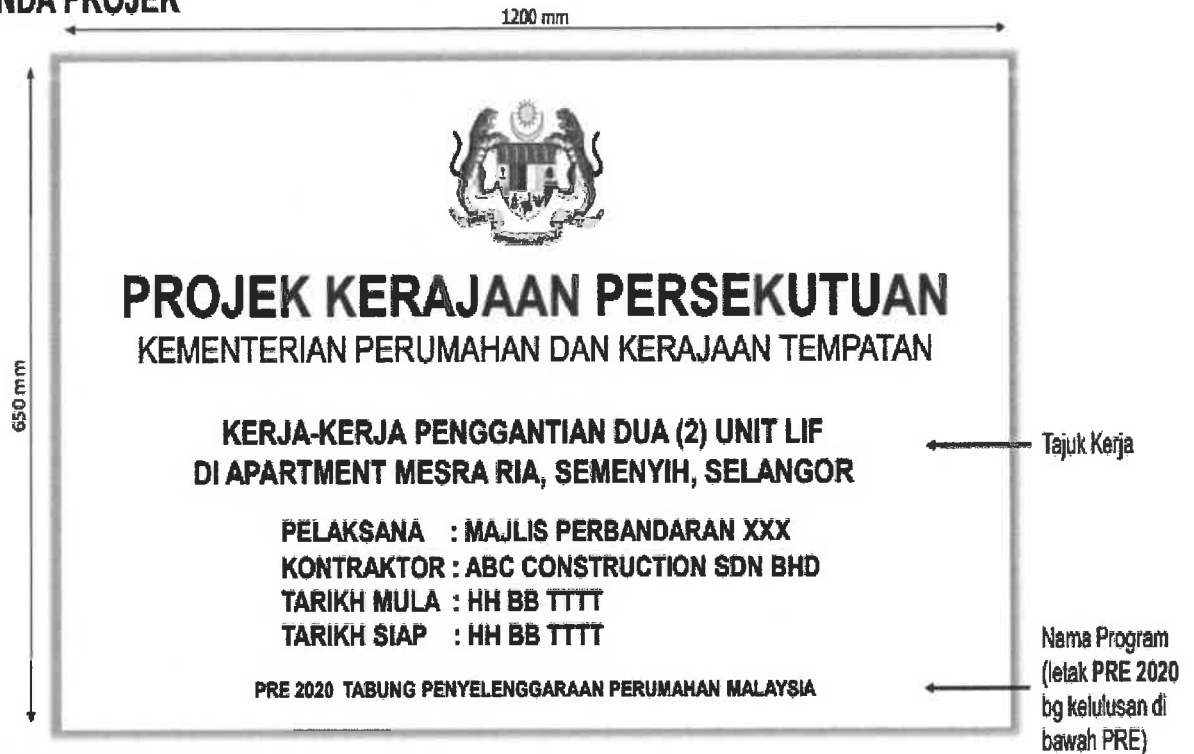 NDA PROJEK
1200 mm
650 mm
PROJEK KERAJAAN PERSEKUTUAN
KEMENTERIAN PERUMAHAN DAN KERAJAAN TEMPATAN
KERJA-KERJA PENGGANTIAN DUA (2) UNIT LIF
DI APARTMENT MESRA RIA, SEMENYIH, SELANGOR
Tajuk Kerja
PELAKSANA : MAJLIS PERBANDARAN XXX
KONTRAKTOR : ABC CONSTRUCTION SDN BHD
TARIKH MULA : HH BB TTTT
TARIKH SIAP : HH BB TTTT
PRE 2020 TABUNG PENYELENGGARAAN PERUMAHAN MALAYSIA
Nama Program
(letak PRE 2020
bg kelulusan di
bawah PRE)